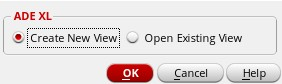 ADE XL
Create New View Open Existing View
OK Cancel Help